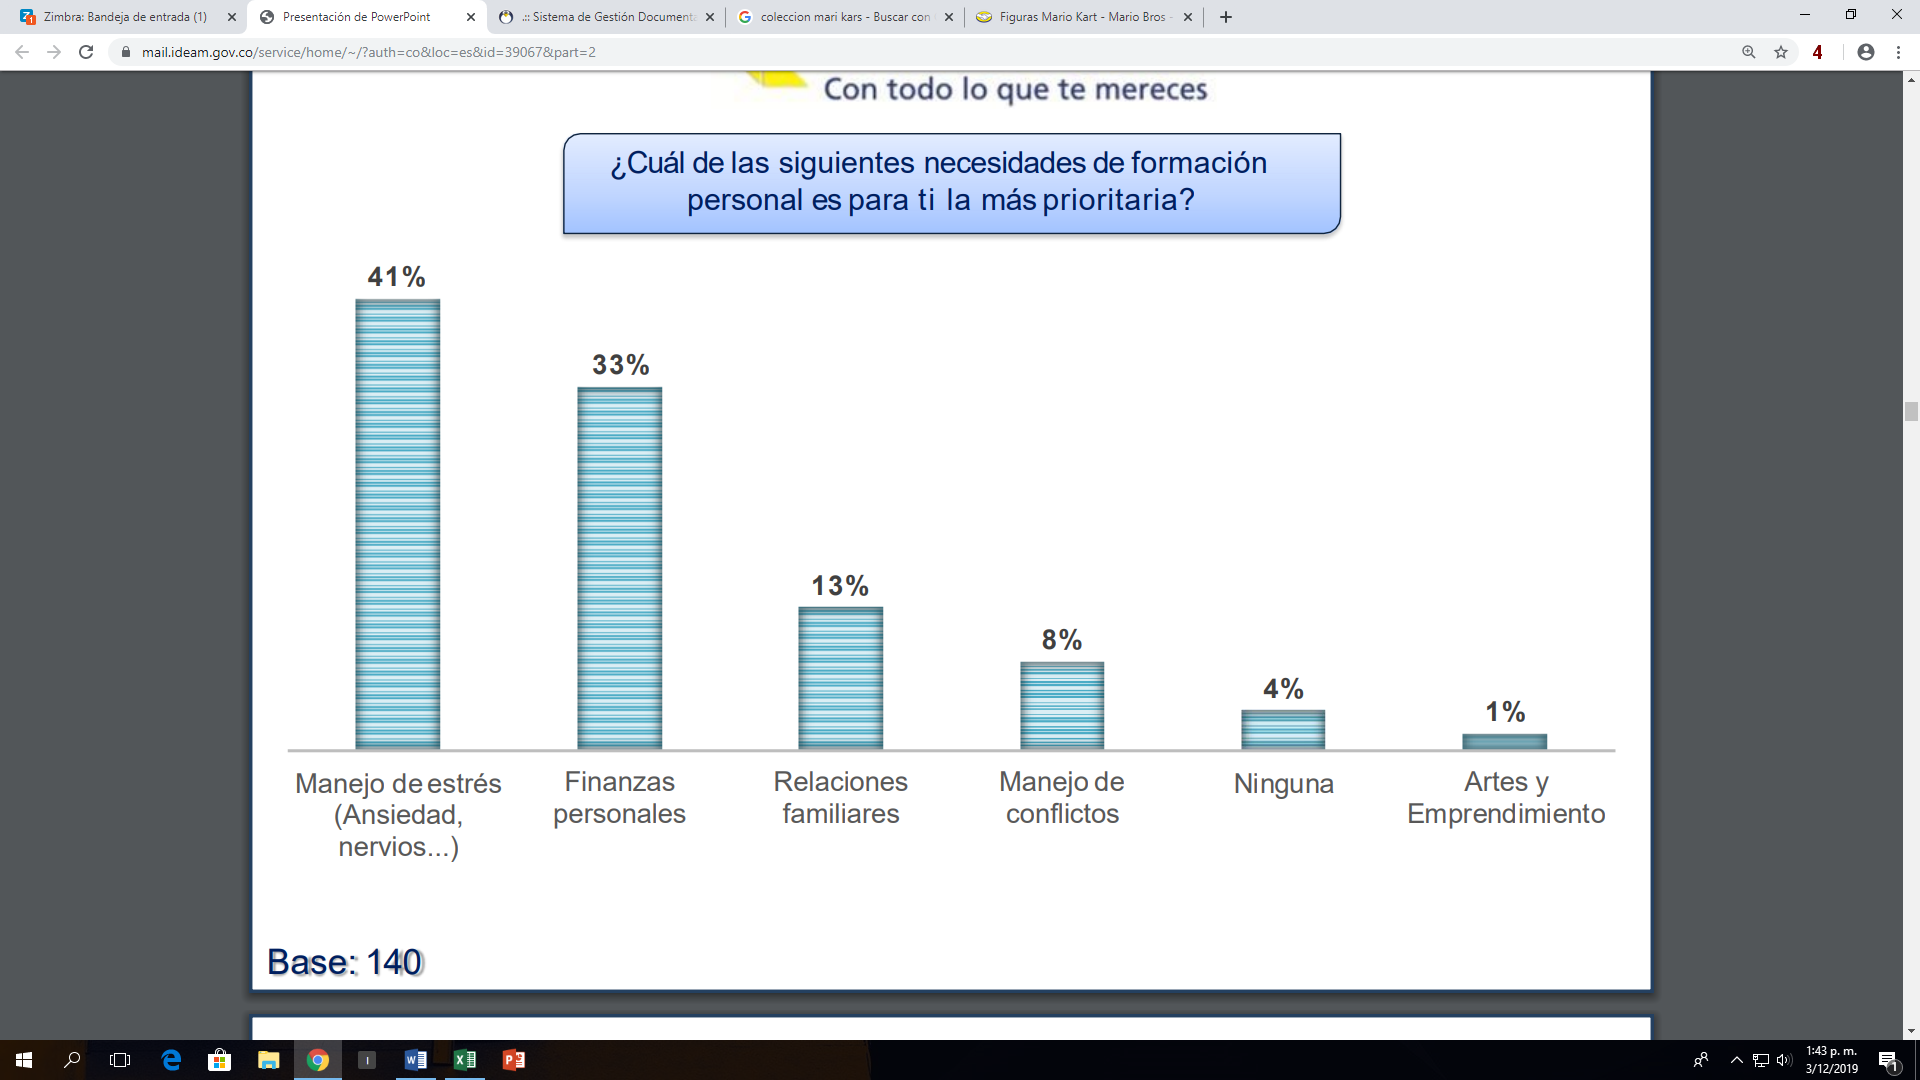 Zimbra: Bandeja de entrada (1)
Presentación de PowerPoint
.:: Sistema de Gestión Documenta
coleccion mari kars - Buscar con
Figuras Mario Kart - Mario Bros -
mail.ideam.gov.co/service/home/~/?auth=co&loc=es&id=39067&part=2
4
Con todo lo que te mereces
¿Cuál de las siguientes necesidades de formación
personal es para ti la más prioritaria?
41%
33%
13%
8%
4%
1%
Manejo de estrés
(Ansiedad,
nervios...)
Finanzas
personales
Relaciones
familiares
Manejo de
conflictos
Ninguna
Artes y
Emprendimiento
Base: 140
1:43 p. m.
3/12/2019
1